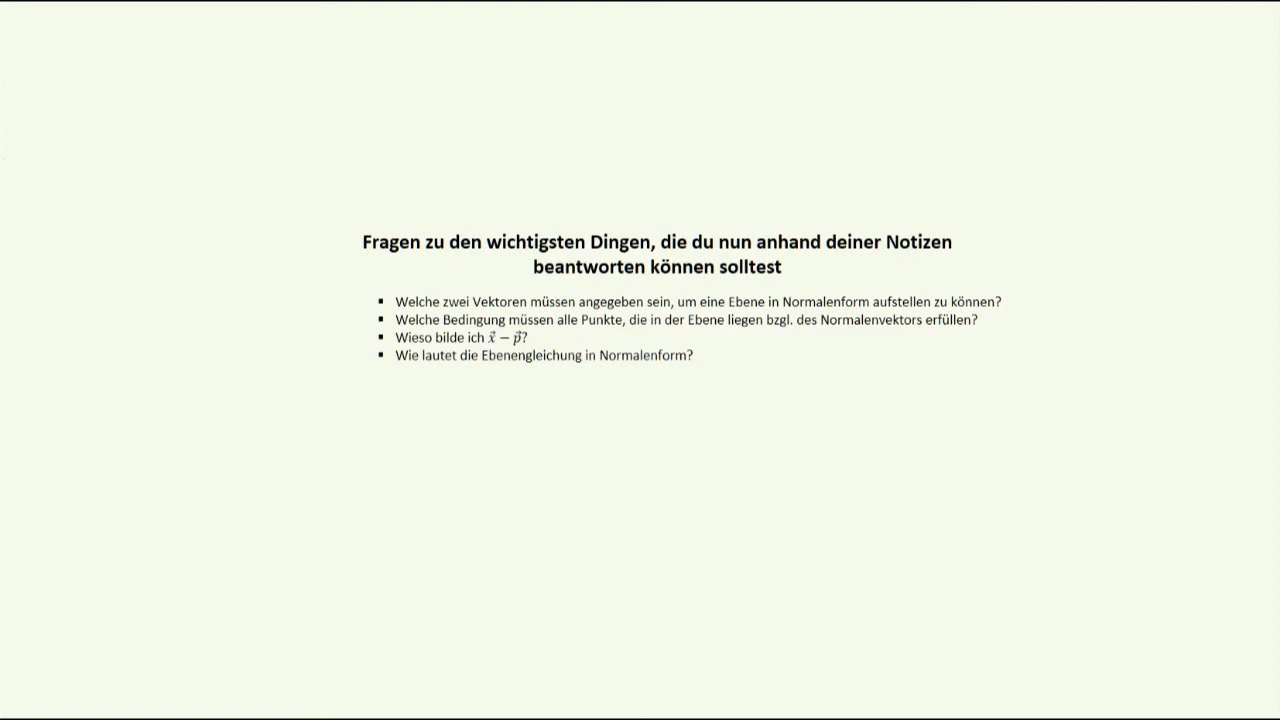 Fragen zu den wichtigsten Dingen, die du nun anhand deiner Notizen
beantworten können solltest
▪ Welche zwei Vektoren müssen angegeben sein, um eine Ebene in Normalenform aufstellen zu können?
▪ Welche Bedingung müssen alle Punkte, die in der Ebene liegen bzgl. des Normalenvektors erfüllen?
▪ Wieso bilde ich x⃗ − p⃗?
▪ Wie lautet die Ebenengleichung in Normalenform?